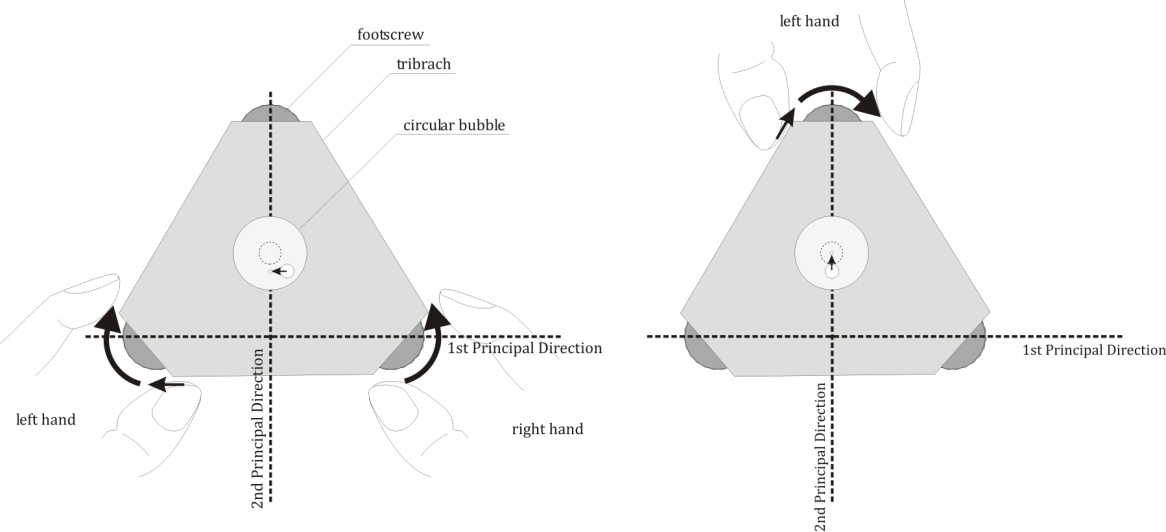 footscrew
tribrach
circular bubble
1st Principal Direction
2nd Principal Direction
left hand
right hand
left hand
1st Principal Direction
2nd Principal Direction